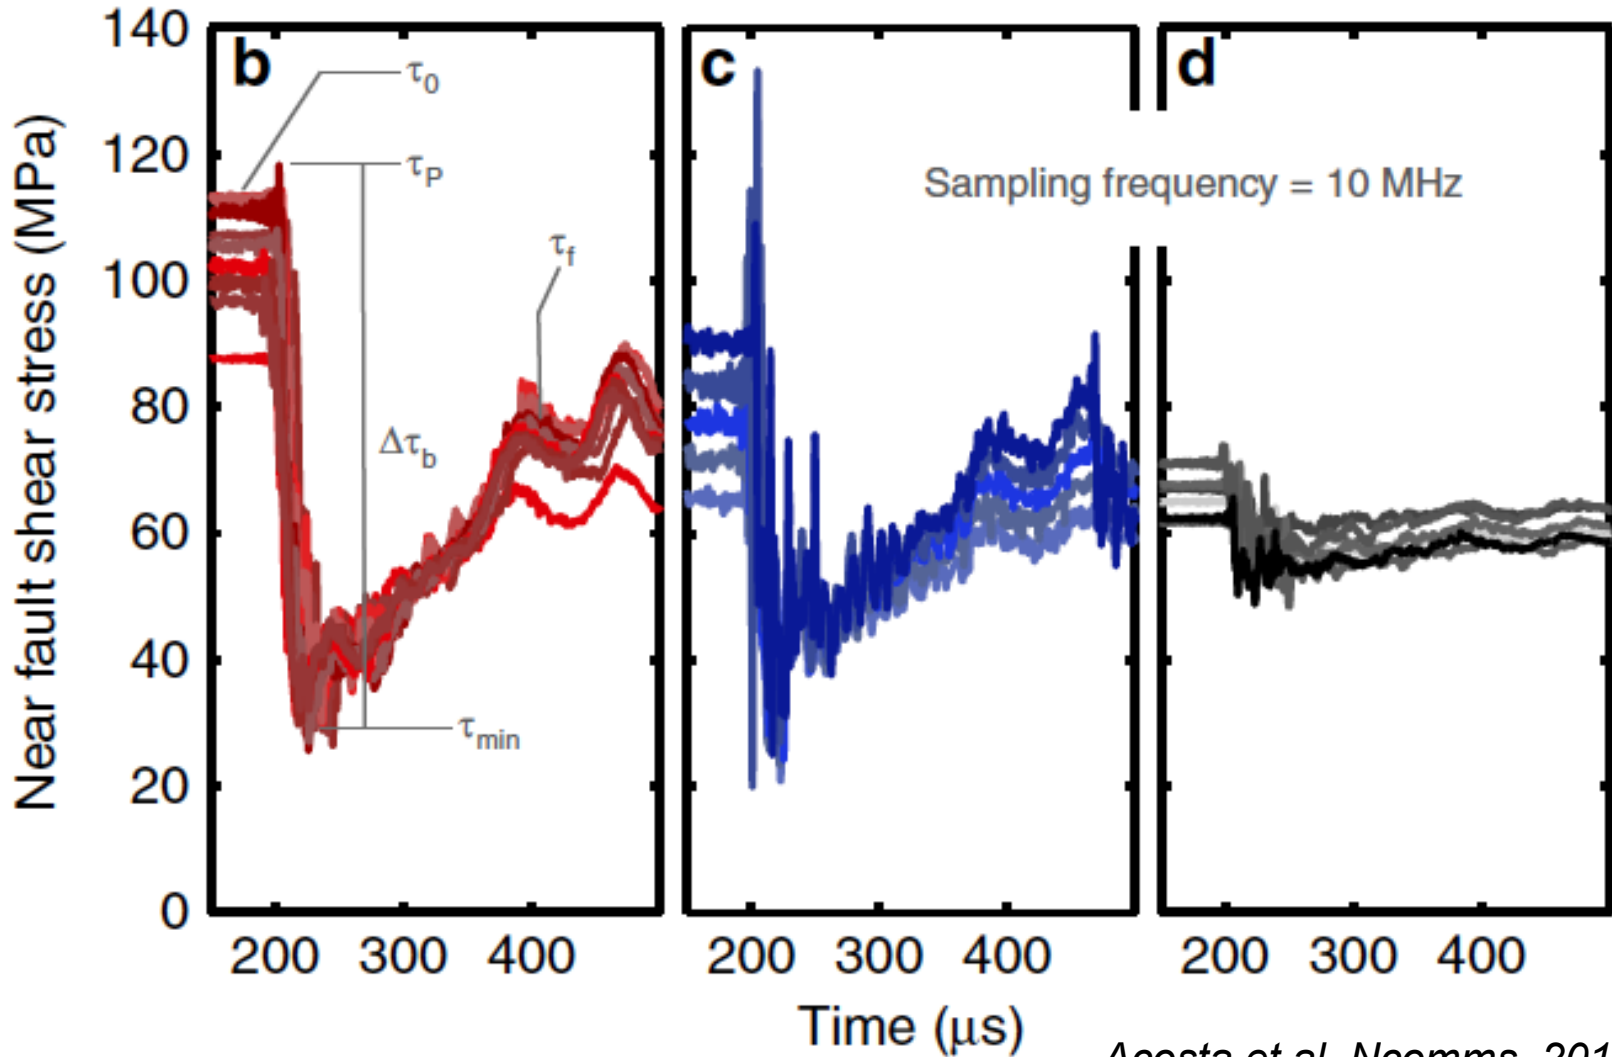 140
120
100
80
60
40
20
0
Near fault shear stress (MPa)
b
τ0
τP
τf
Δτb
τmin
c
d
Sampling frequency = 10 MHz
200 300 400
200 300 400
200 300 400
Time (μs)
Acosta et al. Ncomms, 201